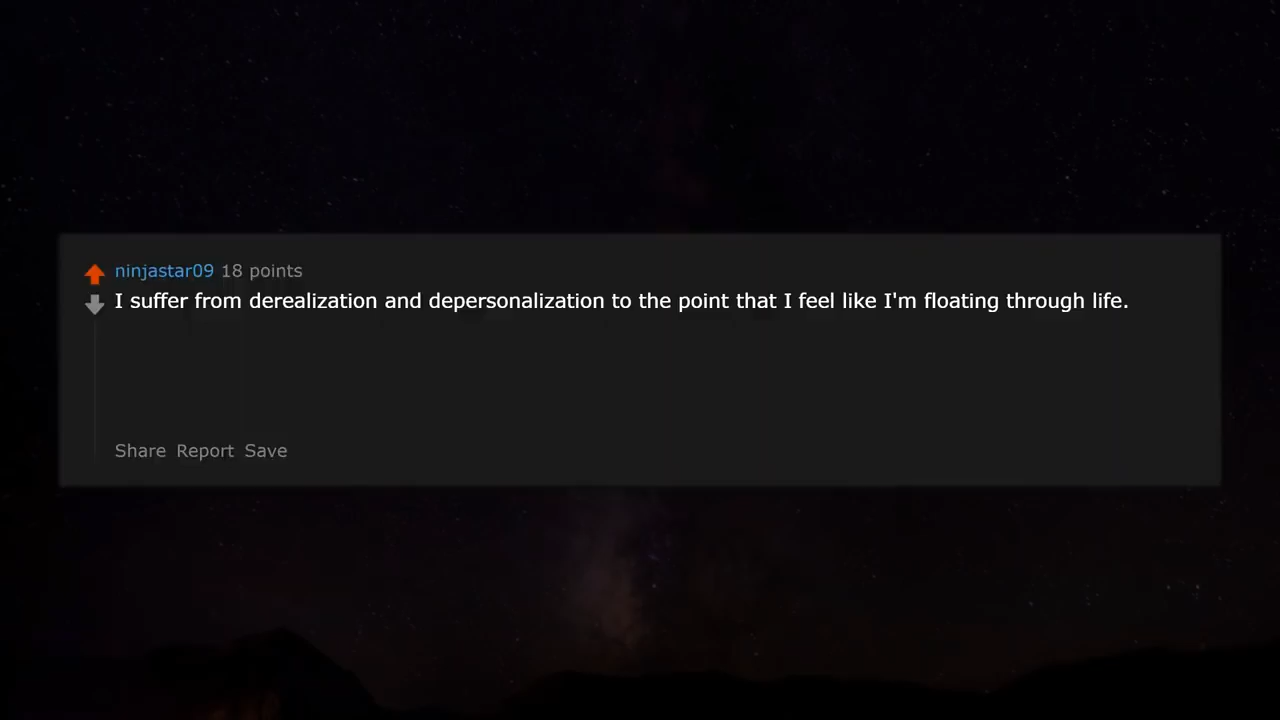 ninjastar09 18 points
I suffer from derealization and depersonalization to the point that I feel like I'm floating through life.
Share Report Save